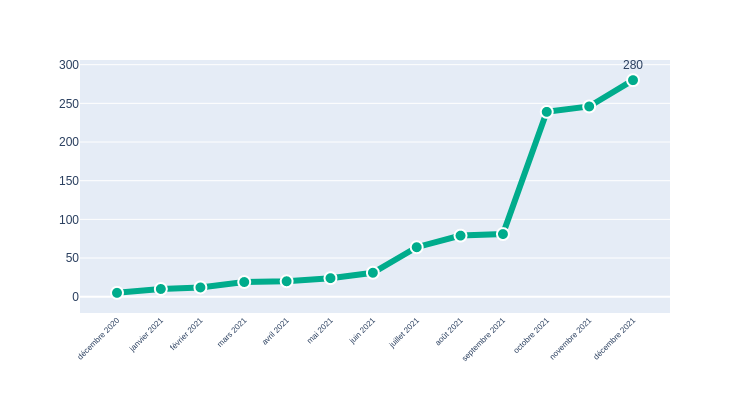 300
280
250
200
150
100
50
0
décembre 2020
janvier 2021
février 2021
mars 2021
avril 2021
mai 2021
juin 2021
juillet 2021
août 2021
septembre 2021
octobre 2021
novembre 2021
décembre 2021